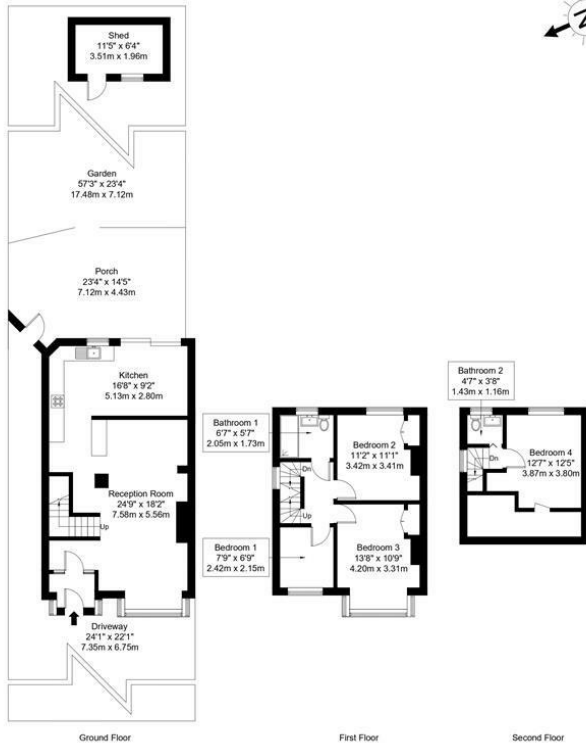 Shed
11'5" x 6'4"
3.51m x 1.96m
Garden
57'3" x 23'4"
17.48m x 7.12m
Porch
23'4" x 14'5"
7.12m x 4.43m
Kitchen
16'8" x 9'2"
5.13m x 2.80m
Reception Room
24'9" x 18'2"
7.58m x 5.56m
Up
Driveway
24'1" x 22'1"
7.35m x 6.75m
Ground Floor
Bathroom 1
6'7" x 5'7"
2.05m x 1.73m
Bedroom 2
11'2" x 11'1"
3.42m x 3.41m
Dn
Up
Bedroom 1
7'9" x 6'9"
2.42m x 2.15m
Bedroom 3
13'8" x 10'9"
4.20m x 3.31m
First Floor
Bathroom 2
4'7" x 3'8"
1.43m x 1.16m
Dn
Bedroom 4
12'7" x 12'5"
3.87m x 3.80m
Second Floor